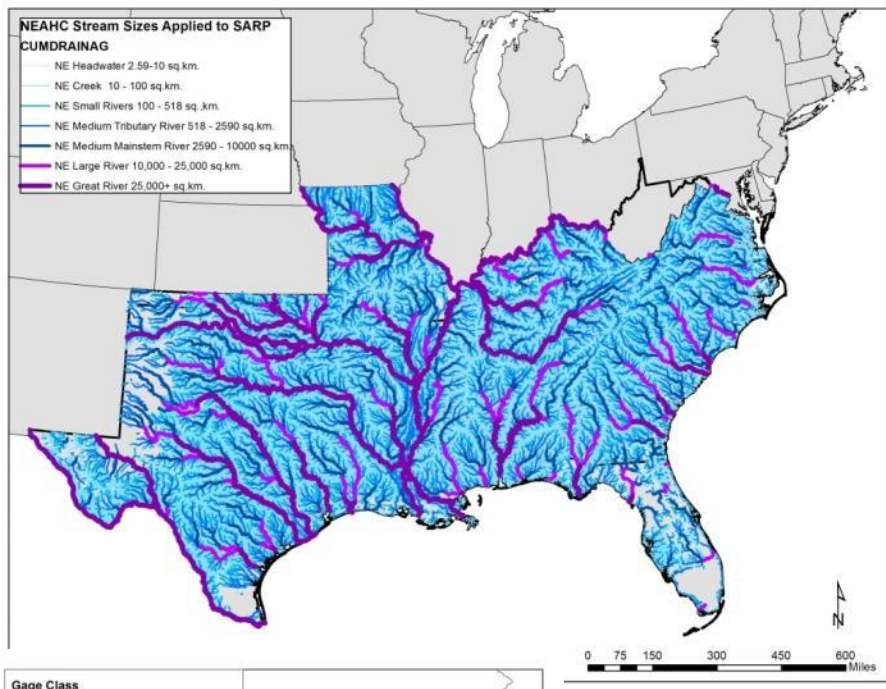 NEAHC Stream Sizes Applied to SARP
CUMDRAINAG
NE Headwater 2.59-10 sq.km.
NE Creek 10 - 100 sq.km.
NE Small Rivers 100 - 518 sq.,km.
NE Medium Tributary River 518 - 2590 sq.km.
NE Medium Mainstem River 2590 - 10000 sq.km.
NE Large River 10,000 - 25,000 sq.km.
NE Great River 25,000+ sq.km.
N
0 75 150 300 450 600
Miles
Gage Class